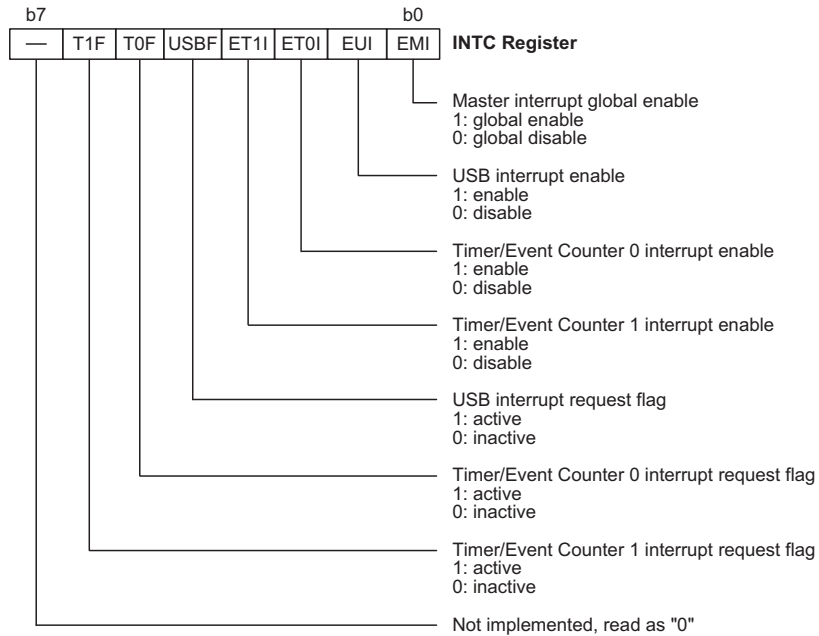 b7 b0
— T1F T0F USBF ET1I ET0I EUI EMI INTC Register
Master interrupt global enable
1: global enable
0: global disable
USB interrupt enable
1: enable
0: disable
Timer/Event Counter 0 interrupt enable
1: enable
0: disable
Timer/Event Counter 1 interrupt enable
1: enable
0: disable
USB interrupt request flag
1: active
0: inactive
Timer/Event Counter 0 interrupt request flag
1: active
0: inactive
Timer/Event Counter 1 interrupt request flag
1: active
0: inactive
Not implemented, read as "0"